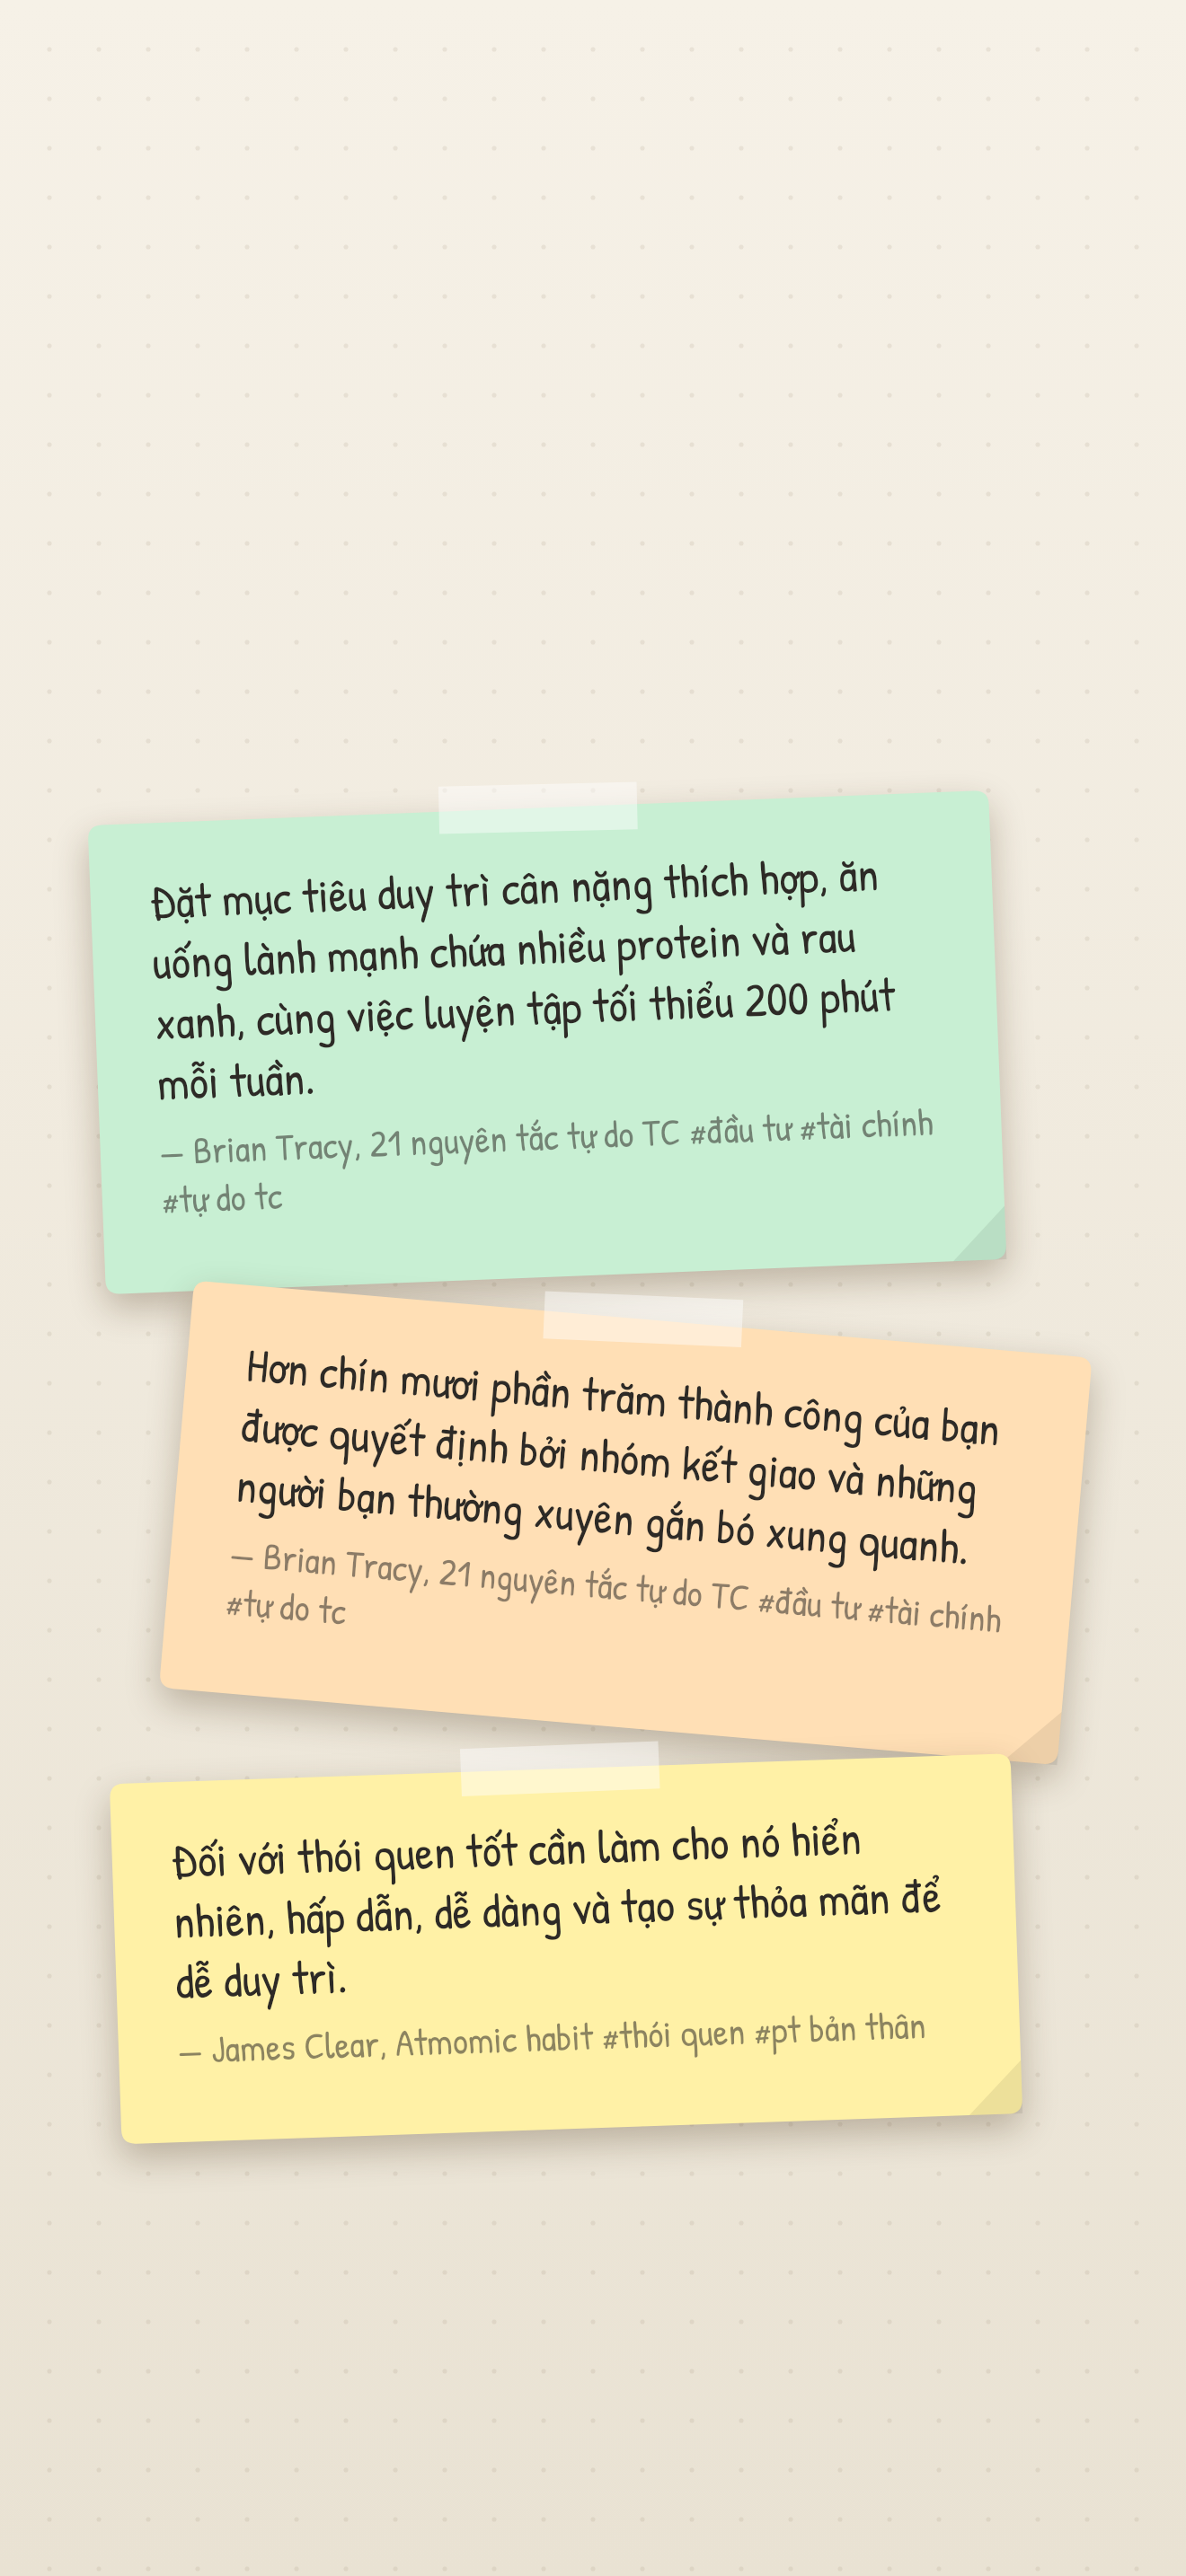 Đặt mục tiêu duy trì cân nặng thích hợp, ăn
uống lành mạnh chứa nhiều protein và rau
xanh, cùng việc luyện tập tối thiểu 200 phút
mỗi tuần.
— Brian Tracy, 21 nguyên tắc tự do TC #đầu tư #tài chính
#tự do tc
Hơn chín mươi phần trăm thành công của bạn
được quyết định bởi nhóm kết giao và những
người bạn thường xuyên gắn bó xung quanh.
— Brian Tracy, 21 nguyên tắc tự do TC #đầu tư #tài chính
#tự do tc
Đối với thói quen tốt cần làm cho nó hiển
nhiên, hấp dẫn, dễ dàng và tạo sự thỏa mãn để
dễ duy trì.
— James Clear, Atmomic habit #thói quen #pt bản thân